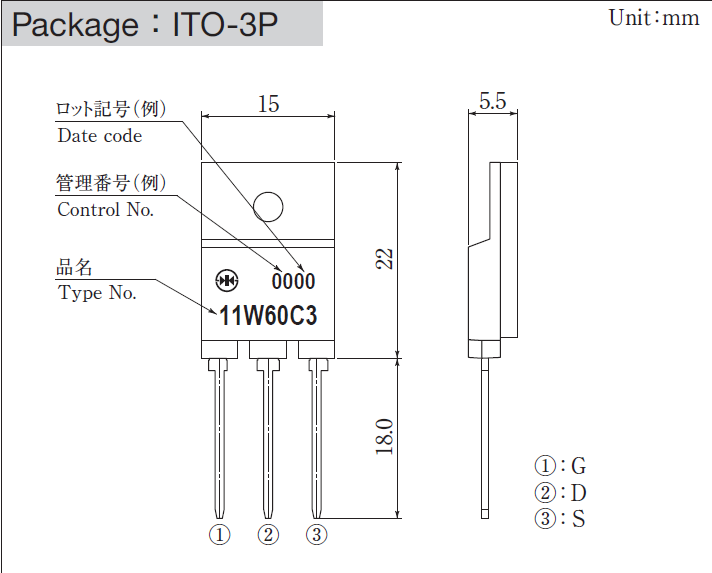 Package：ITO-3P
Unit：mm
ロット記号（例）
Date code
管理番号（例）
Control No.
品名
Type No.
15
5.5
0000
11W60C3
22
18.0
①
②
③
①：G
②：D
③：S